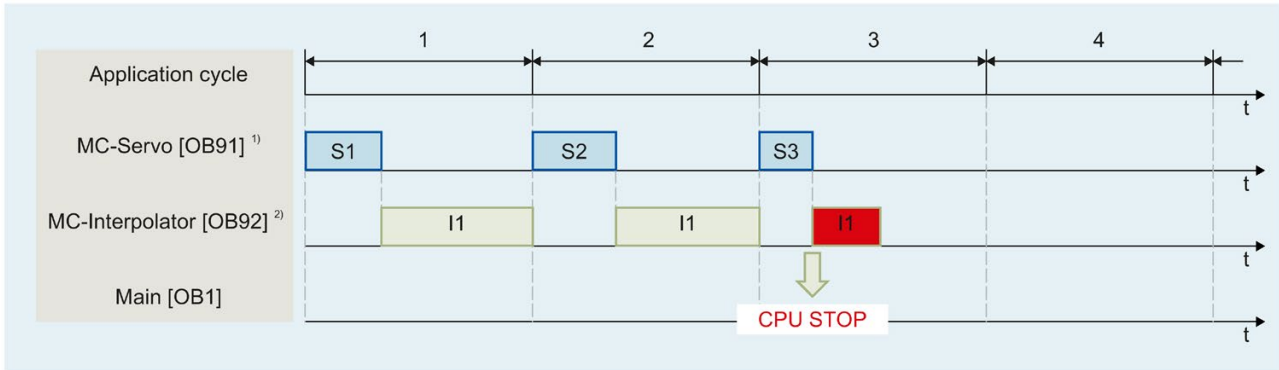 1 2 3 4
Application cycle
t
MC-Servo [OB91] 1) S1 S2 S3
t
MC-Interpolator [OB92] 2) I1 I1 I1
t
Main [OB1]
CPU STOP
t